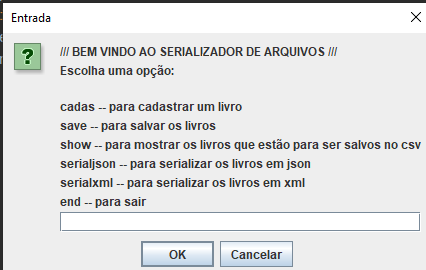 Entrada
/// BEM VINDO AO SERIALIZADOR DE ARQUIVOS ///
Escolha uma opção:
cadas -- para cadastrar um livro
save -- para salvar os livros
show -- para mostrar os livros que estão para ser salvos no csv
serialjson -- para serializar os livros em json
serialxml -- para serializar os livros em xml
end -- para sair
OK
Cancelar